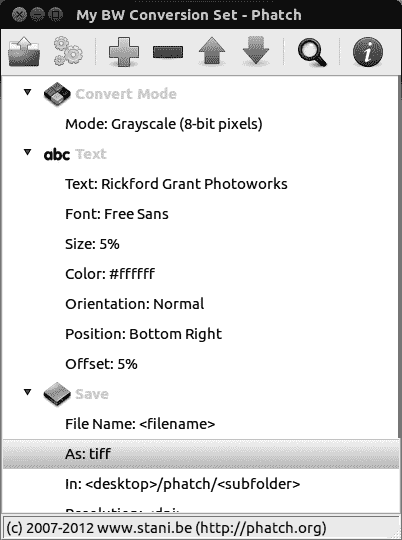 My BW Conversion Set - Phatch
Convert Mode
Mode: Grayscale (8-bit pixels)
abc Text
Text: Rickford Grant Photoworks
Font: Free Sans
Size: 5%
Color: #ffffff
Orientation: Normal
Position: Bottom Right
Offset: 5%
Save
File Name: <filename>
As: tiff
In: <desktop>/phatch/<subfolder>
(c) 2007-2012 www.stani.be (http://phatch.org)